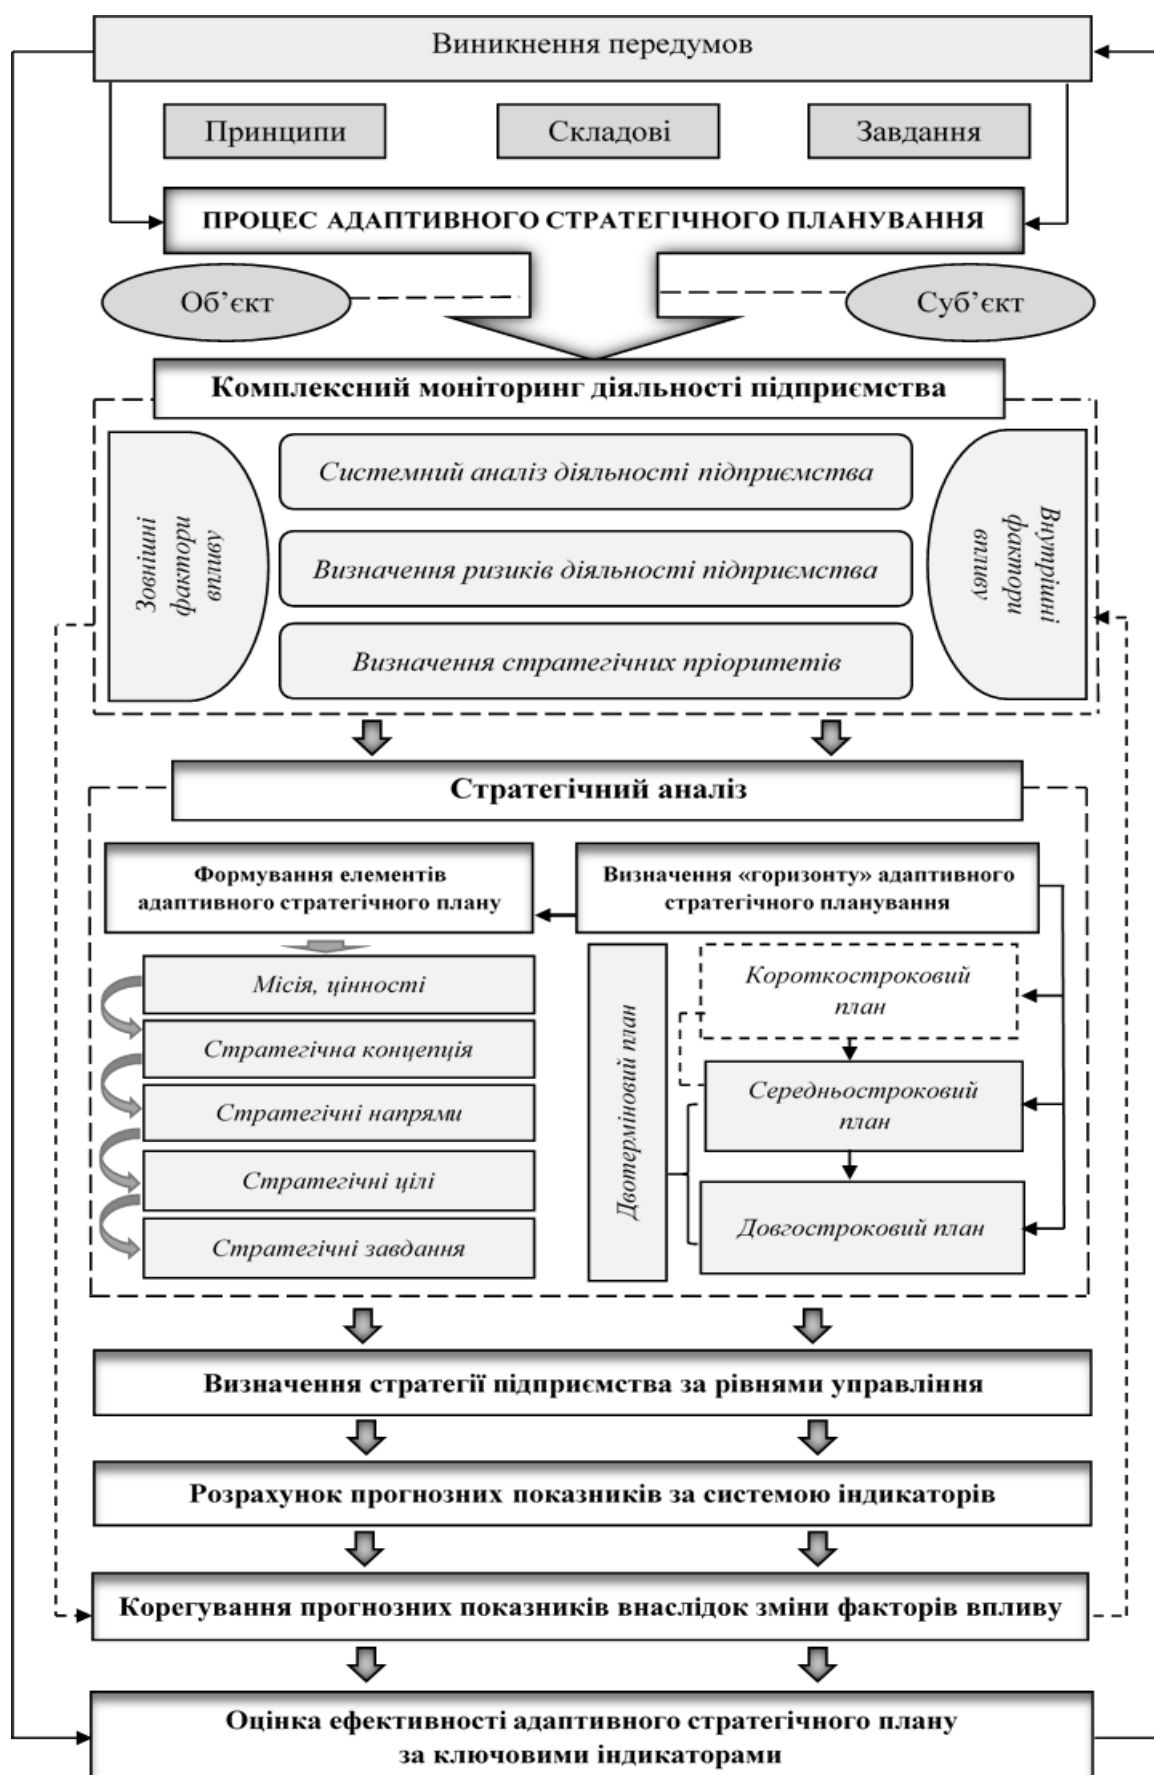 Виникнення передумов
Принципи
Складові
Завдання
ПРОЦЕС АДАПТИВНОГО СТРАТЕГІЧНОГО ПЛАНУВАННЯ
Об’єкт
Суб’єкт
Комплексний моніторинг діяльності підприємства
Зовнішні
фактори
впливу
Системний аналіз діяльності підприємства
Визначення ризиків діяльності підприємства
Визначення стратегічних пріоритетів
Внутрішні
фактори
впливу
Стратегічний аналіз
Формування елементів
адаптивного стратегічного плану
Визначення «горизонту» адаптивного
стратегічного планування
Місія, цінності
Стратегічна концепція
Стратегічні напрями
Стратегічні цілі
Стратегічні завдання
Двотерміновий план
Короткостроковий
план
Середньостроковий
план
Довгостроковий план
Визначення стратегії підприємства за рівнями управління
Розрахунок прогнозних показників за системою індикаторів
Корегування прогнозних показників внаслідок зміни факторів впливу
Оцінка ефективності адаптивного стратегічного плану
за ключовими індикаторами